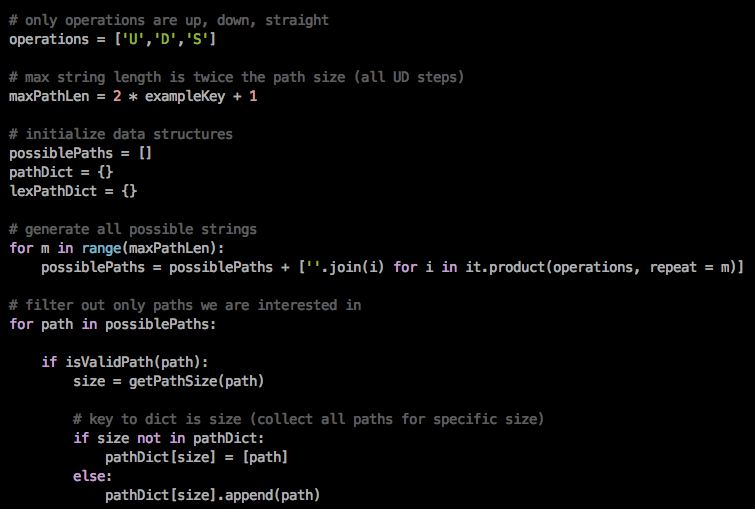 # only operations are up, down, straight
operations = ['U','D','S']
# max string length is twice the path size (all UD steps)
maxPathLen = 2 * exampleKey + 1
# initialize data structures
possiblePaths = []
pathDict = {}
lexPathDict = {}
# generate all possible strings
for m in range(maxPathLen):
    possiblePaths = possiblePaths + [''.join(i) for i in it.product(operations, repeat = m)]
# filter out only paths we are interested in
for path in possiblePaths:
    if isValidPath(path):
        size = getPathSize(path)
        # key to dict is size (collect all paths for specific size)
        if size not in pathDict:
            pathDict[size] = [path]
        else:
            pathDict[size].append(path)